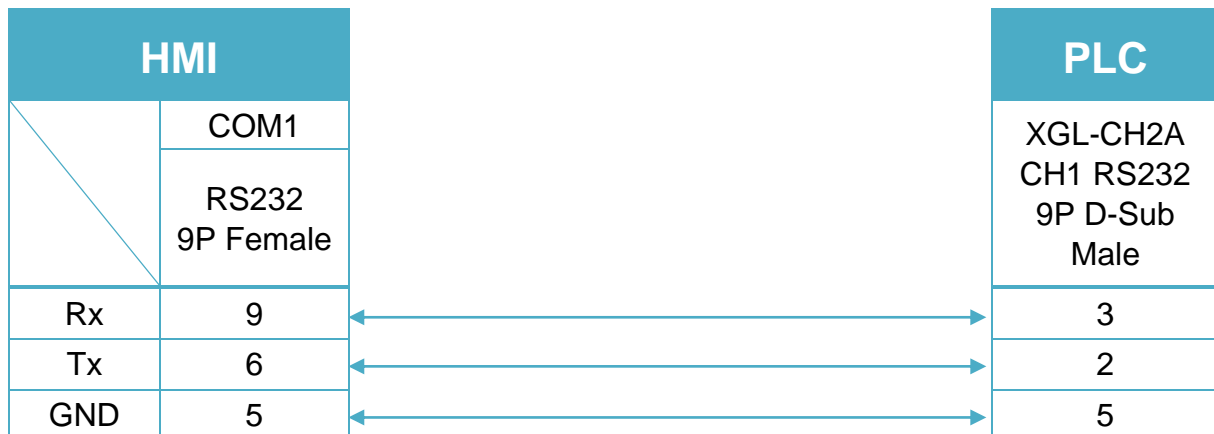 HMI
PLC
COM1
RS232
9P Female
XGL-CH2A
CH1 RS232
9P D-Sub
Male
Rx 9 3
Tx 6 2
GND 5 5